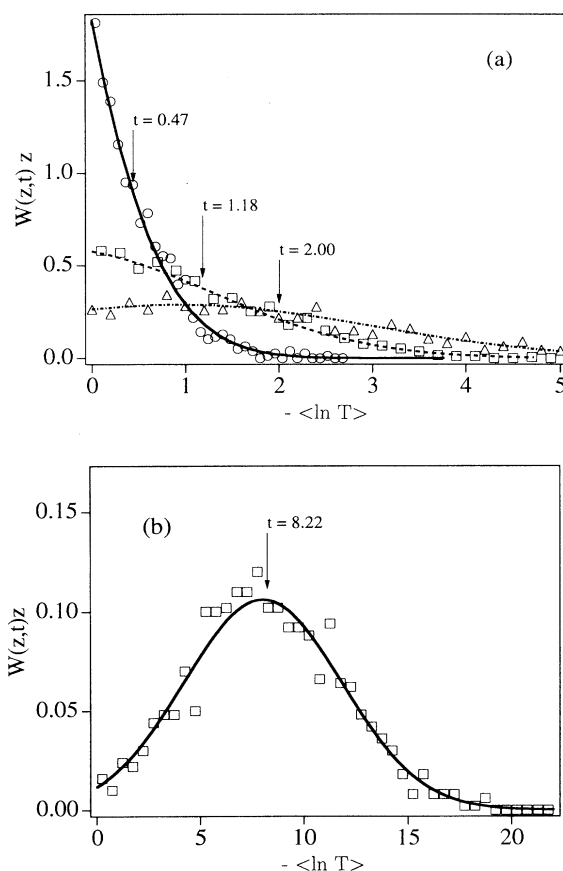 (a)
1.5
1.0
0.5
0.0
W(z,t) z
t = 0.47
t = 1.18
t = 2.00
0 1 2 3 4 5
- <ln T>
(b)
0.15
0.10
0.05
0.00
W(z,t)z
t = 8.22
0 5 10 15 20
- <ln T>